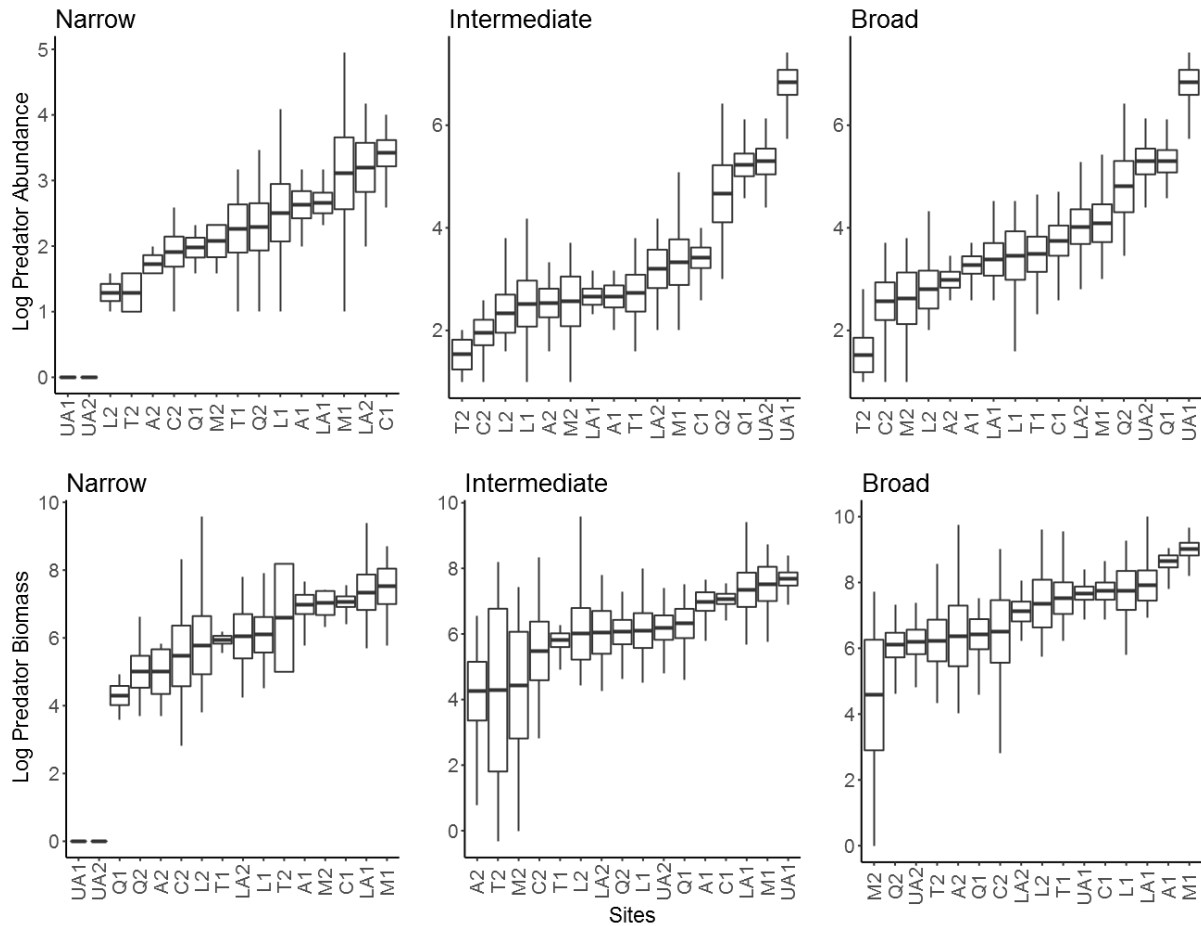 Narrow Intermediate Broad
Log Predator Abundance
5
4
3
2
1
0
UA1 UA2 L2 T2 A2 C2 Q1 M2 T1 Q2 L1 A1 LA1 M1 LA2 C1
6
4
2
T2 C2 L2 L1 A2 M2 LA1 A1 T1 LA2 M1 C1 Q2 Q1 UA2 UA1
6
4
2
T2 C2 M2 L2 A2 A1 LA1 L1 T1 C1 LA2 M1 Q2 UA2 Q1 UA1
Narrow Intermediate Broad
Log Predator Biomass
10
8
6
4
2
0
UA1 UA2 Q1 Q2 A2 C2 L2 T1 LA2 L1 T2 A1 M2 C1 LA1 M1
10
8
6
4
2
0
A2 T2 M2 C2 T1 L2 LA2 Q2 L1 UA2 Q1 A1 C1 LA1 M1 UA1
10
8
6
4
2
0
M2 Q2 UA2 T2 A2 Q1 C2 LA2 L2 T1 UA1 C1 L1 LA1 A1 M1
Sites